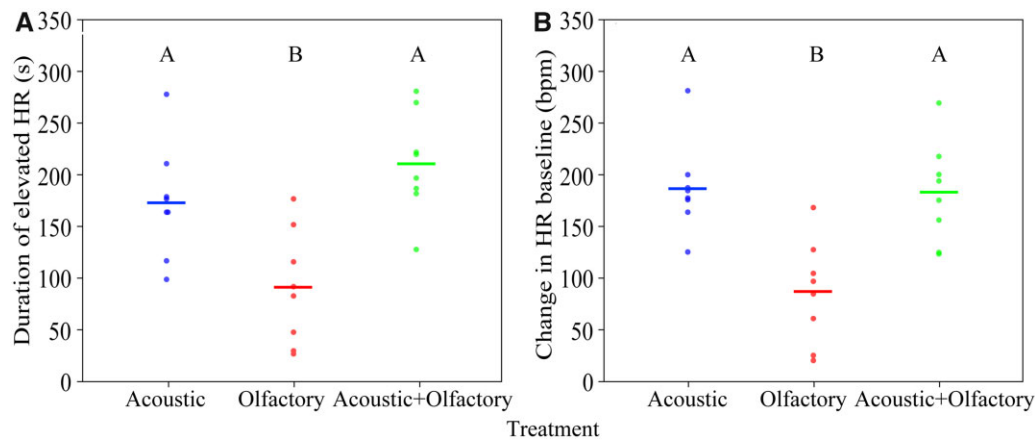 A
Duration of elevated HR (s)
350
300
250
200
150
100
50
0
A B A
Acoustic Olfactory Acoustic+Olfactory
B
Change in HR baseline (bpm)
350
300
250
200
150
100
50
0
A B A
Acoustic Olfactory Acoustic+Olfactory
Treatment